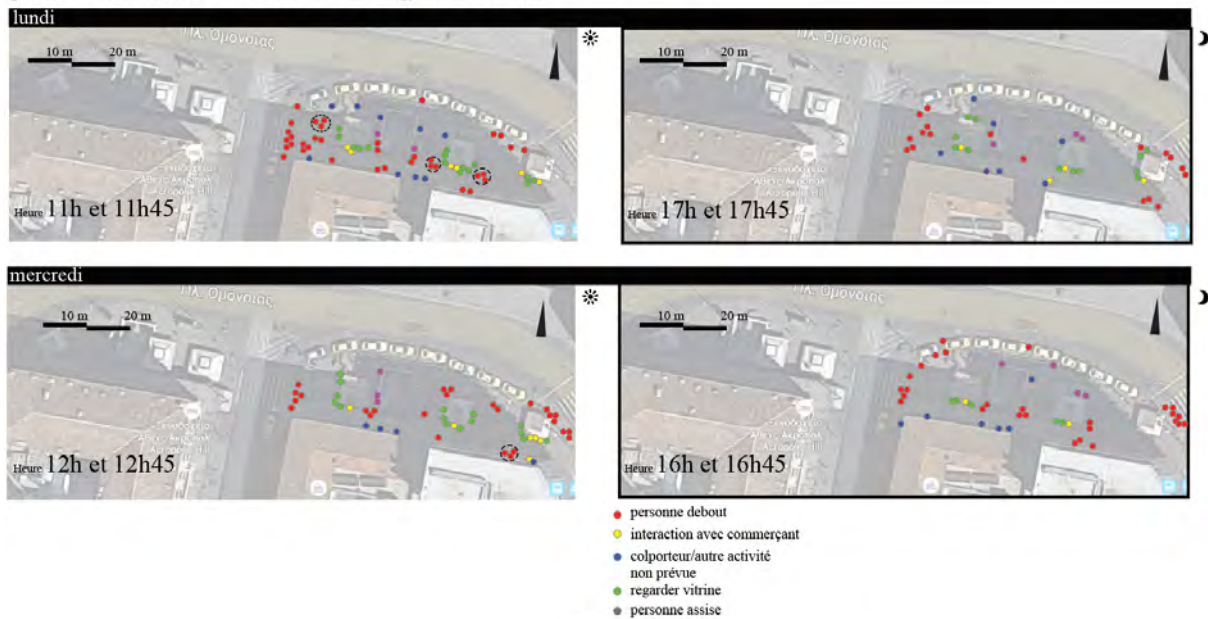 lundi
10 m 20 m
Πλ. Ομονοίας
Heure 11h et 11h45
10 m 20 m
Πλ. Ομονοίας
Heure 17h et 17h45
mercredi
10 m 20 m
Πλ. Ομονοίας
Heure 12h et 12h45
10 m 20 m
Πλ. Ομονοίας
Heure 16h et 16h45
personne debout
interaction avec commerçant
colporteur/autre activité
non prévue
regarder vitrine
personne assise